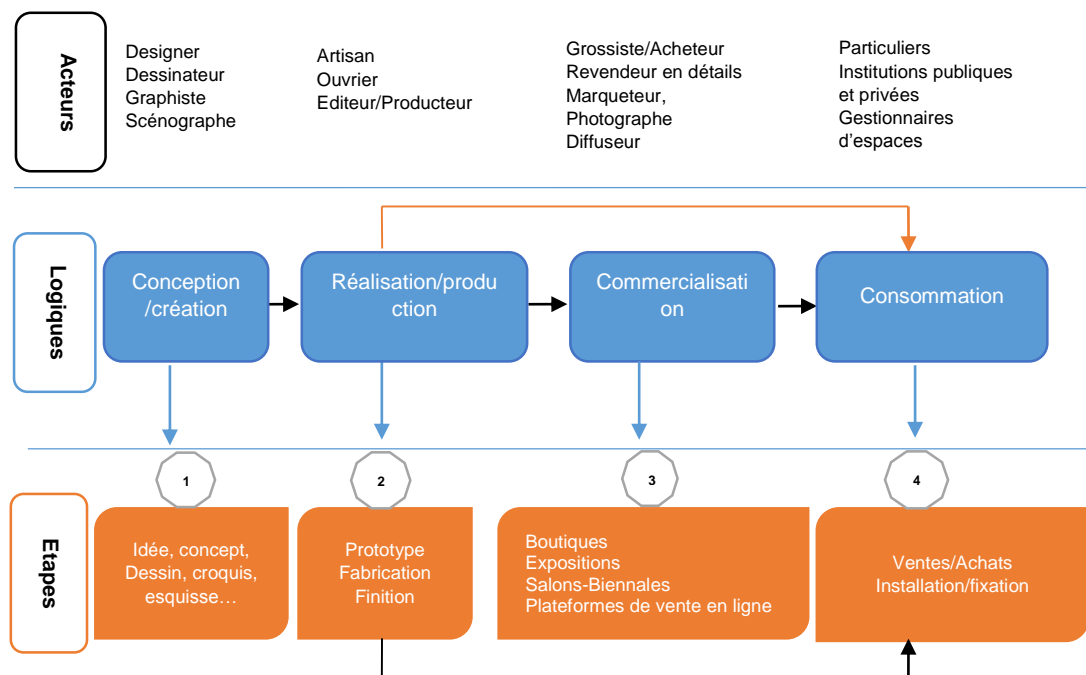 Acteurs
Designer
Dessinateur
Graphiste
Scénographe
Artisan
Ouvrier
Editeur/Producteur
Grossiste/Acheteur
Revendeur en détails
Marqueteur,
Photographe
Diffuseur
Particuliers
Institutions publiques
et privées
Gestionnaires
d’espaces
Logiques
Conception
/création
Réalisation/produ
ction
Commercialisati
on
Consommation
Etapes
1
2
3
4
Idée, concept,
Dessin, croquis,
esquisse…
Prototype
Fabrication
Finition
Boutiques
Expositions
Salons-Biennales
Plateformes de vente en ligne
Ventes/Achats
Installation/fixation